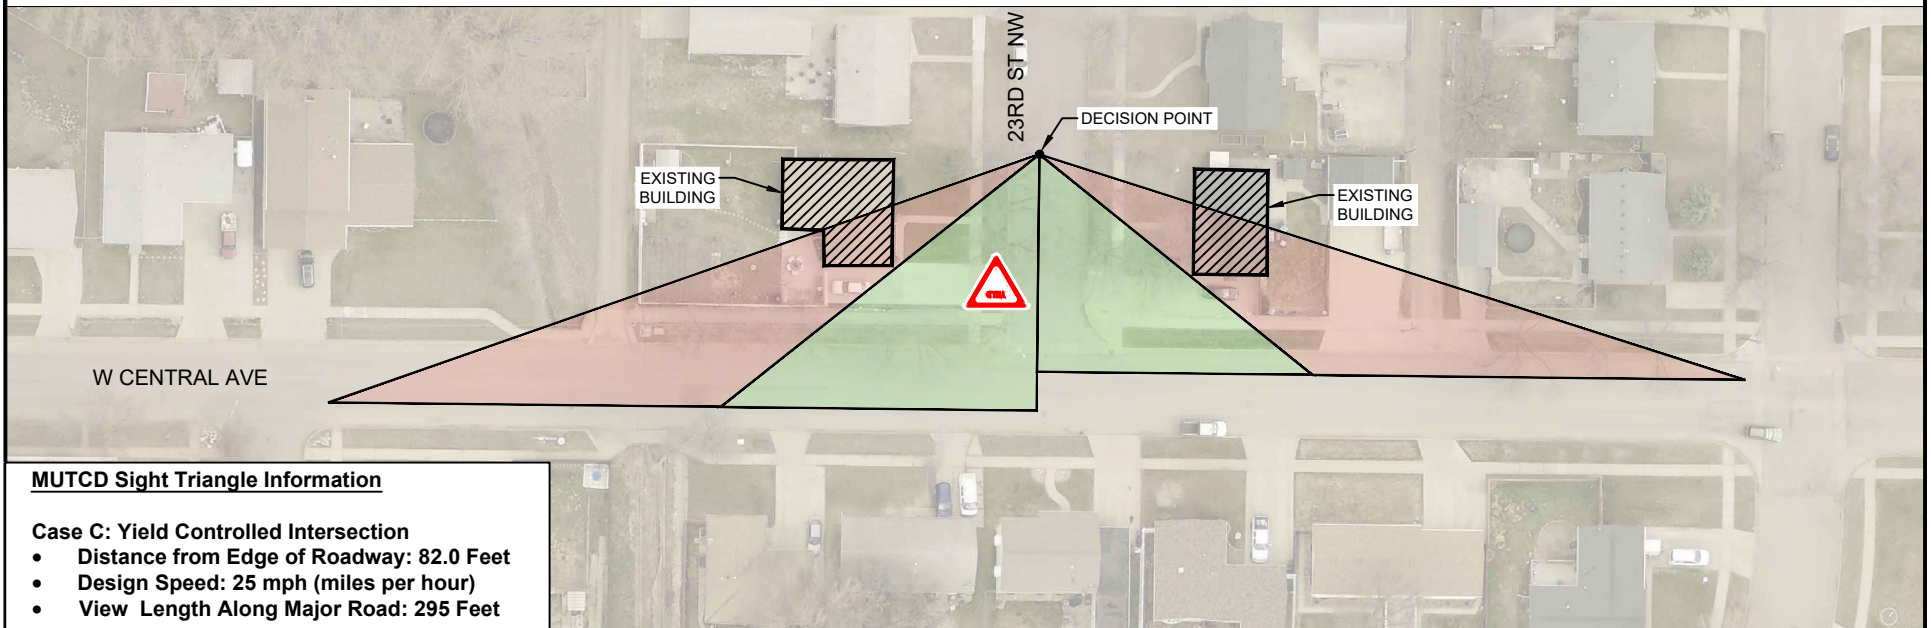 23RD ST NW
DECISION POINT
EXISTING
BUILDING
EXISTING
BUILDING
YIELD
W CENTRAL AVE
MUTCD Sight Triangle Information
Case C: Yield Controlled Intersection
• Distance from Edge of Roadway: 82.0 Feet
• Design Speed: 25 mph (miles per hour)
• View Length Along Major Road: 295 Feet